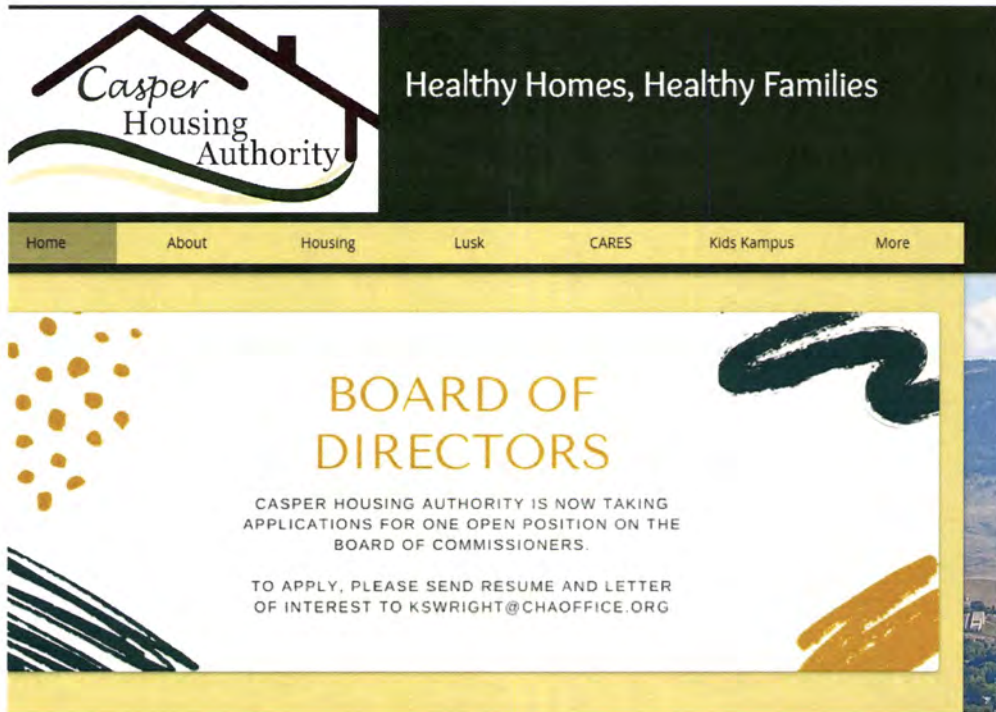 Casper
Housing
Authority
Healthy Homes, Healthy Families
Home About Housing Lusk CARES Kids Kampus More
BOARD OF
DIRECTORS
CASPER HOUSING AUTHORITY IS NOW TAKING
APPLICATIONS FOR ONE OPEN POSITION ON THE
BOARD OF COMMISSIONERS.
TO APPLY, PLEASE SEND RESUME AND LETTER
OF INTEREST TO KSWRIGHT@CHAOFFICE.ORG